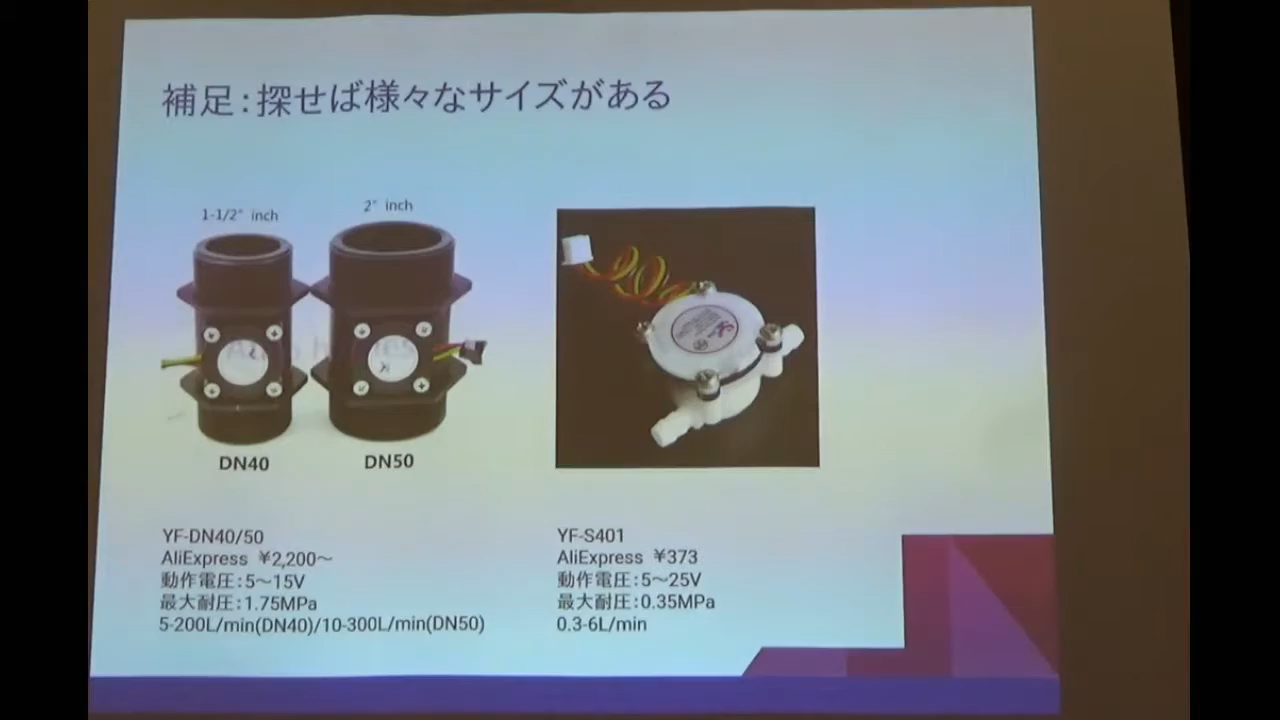 補足：探せば様々なサイズがある
1-1/2" inch
2" inch
DN40
DN50
YF-DN40/50
AliExpress ¥2,200～
動作電圧：5～15V
最大耐圧：1.75MPa
5-200L/min(DN40)/10-300L/min(DN50)
YF-S401
AliExpress ¥373
動作電圧：5～25V
最大耐圧：0.35MPa
0.3-6L/min